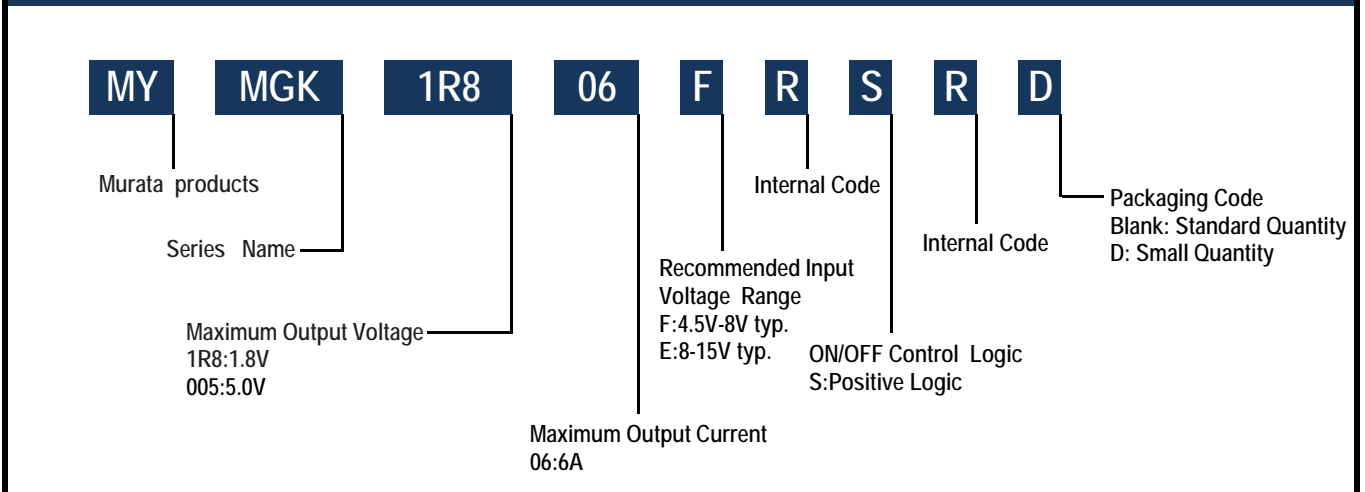 MY MGK 1R8 06 F R S R D
Murata products
Series Name
Maximum Output Voltage
1R8:1.8V
005:5.0V
Maximum Output Current
06:6A
Recommended Input
Voltage Range
F:4.5V-8V typ.
E:8-15V typ.
Internal Code
ON/OFF Control Logic
S:Positive Logic
Internal Code
Packaging Code
Blank: Standard Quantity
D: Small Quantity